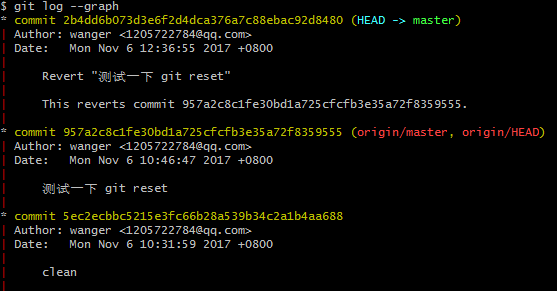 $ git log --graph
* commit 2b4dd6b073d3e6f2d4dca376a7c88ebac92d8480 (HEAD -> master)
| Author: wanger <1205722784@qq.com>
| Date:   Mon Nov 6 12:36:55 2017 +0800
|
|     Revert "测试一下 git reset"
|
|     This reverts commit 957a2c8c1fe30bd1a725cfcfb3e35a72f8359555.
|
* commit 957a2c8c1fe30bd1a725cfcfb3e35a72f8359555 (origin/master, origin/HEAD)
| Author: wanger <1205722784@qq.com>
| Date:   Mon Nov 6 10:46:47 2017 +0800
|
|     测试一下 git reset
|
* commit 5ec2ecbbc5215e3fc66b28a539b34c2a1b4aa688
| Author: wanger <1205722784@qq.com>
| Date:   Mon Nov 6 10:31:59 2017 +0800
|
|     clean
|